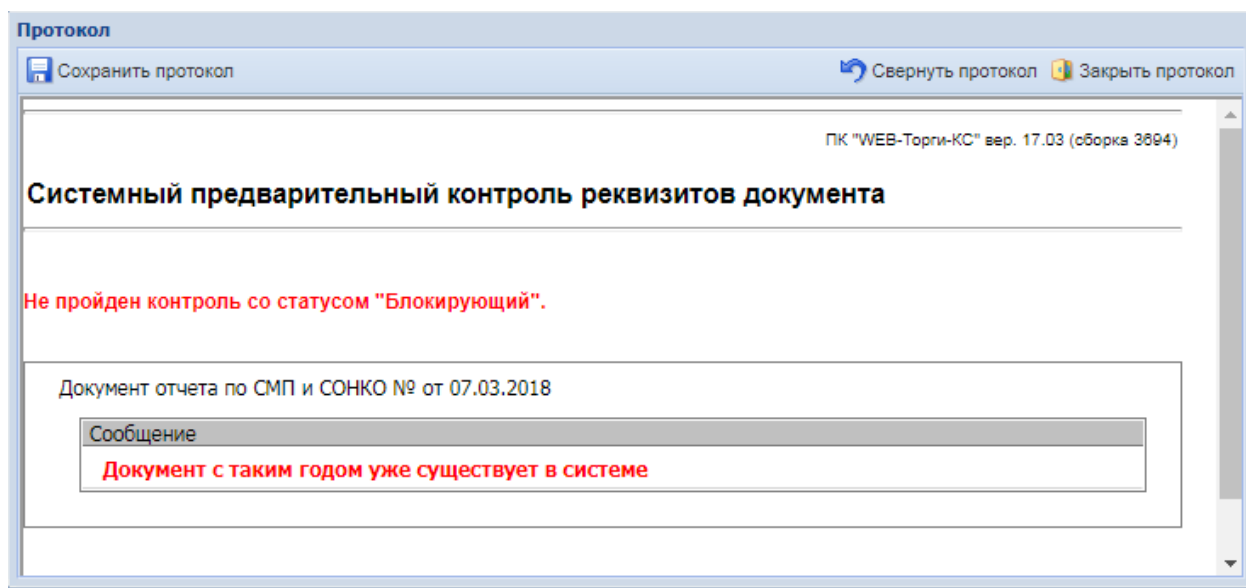 Протокол
Сохранить протокол
Свернуть протокол
Закрыть протокол
ПК "WEB-Торги-КС" вер. 17.03 (сборка 3694)
Системный предварительный контроль реквизитов документа
Не пройден контроль со статусом "Блокирующий".
Документ отчета по СМП и СОНКО № от 07.03.2018
Сообщение
Документ с таким годом уже существует в системе